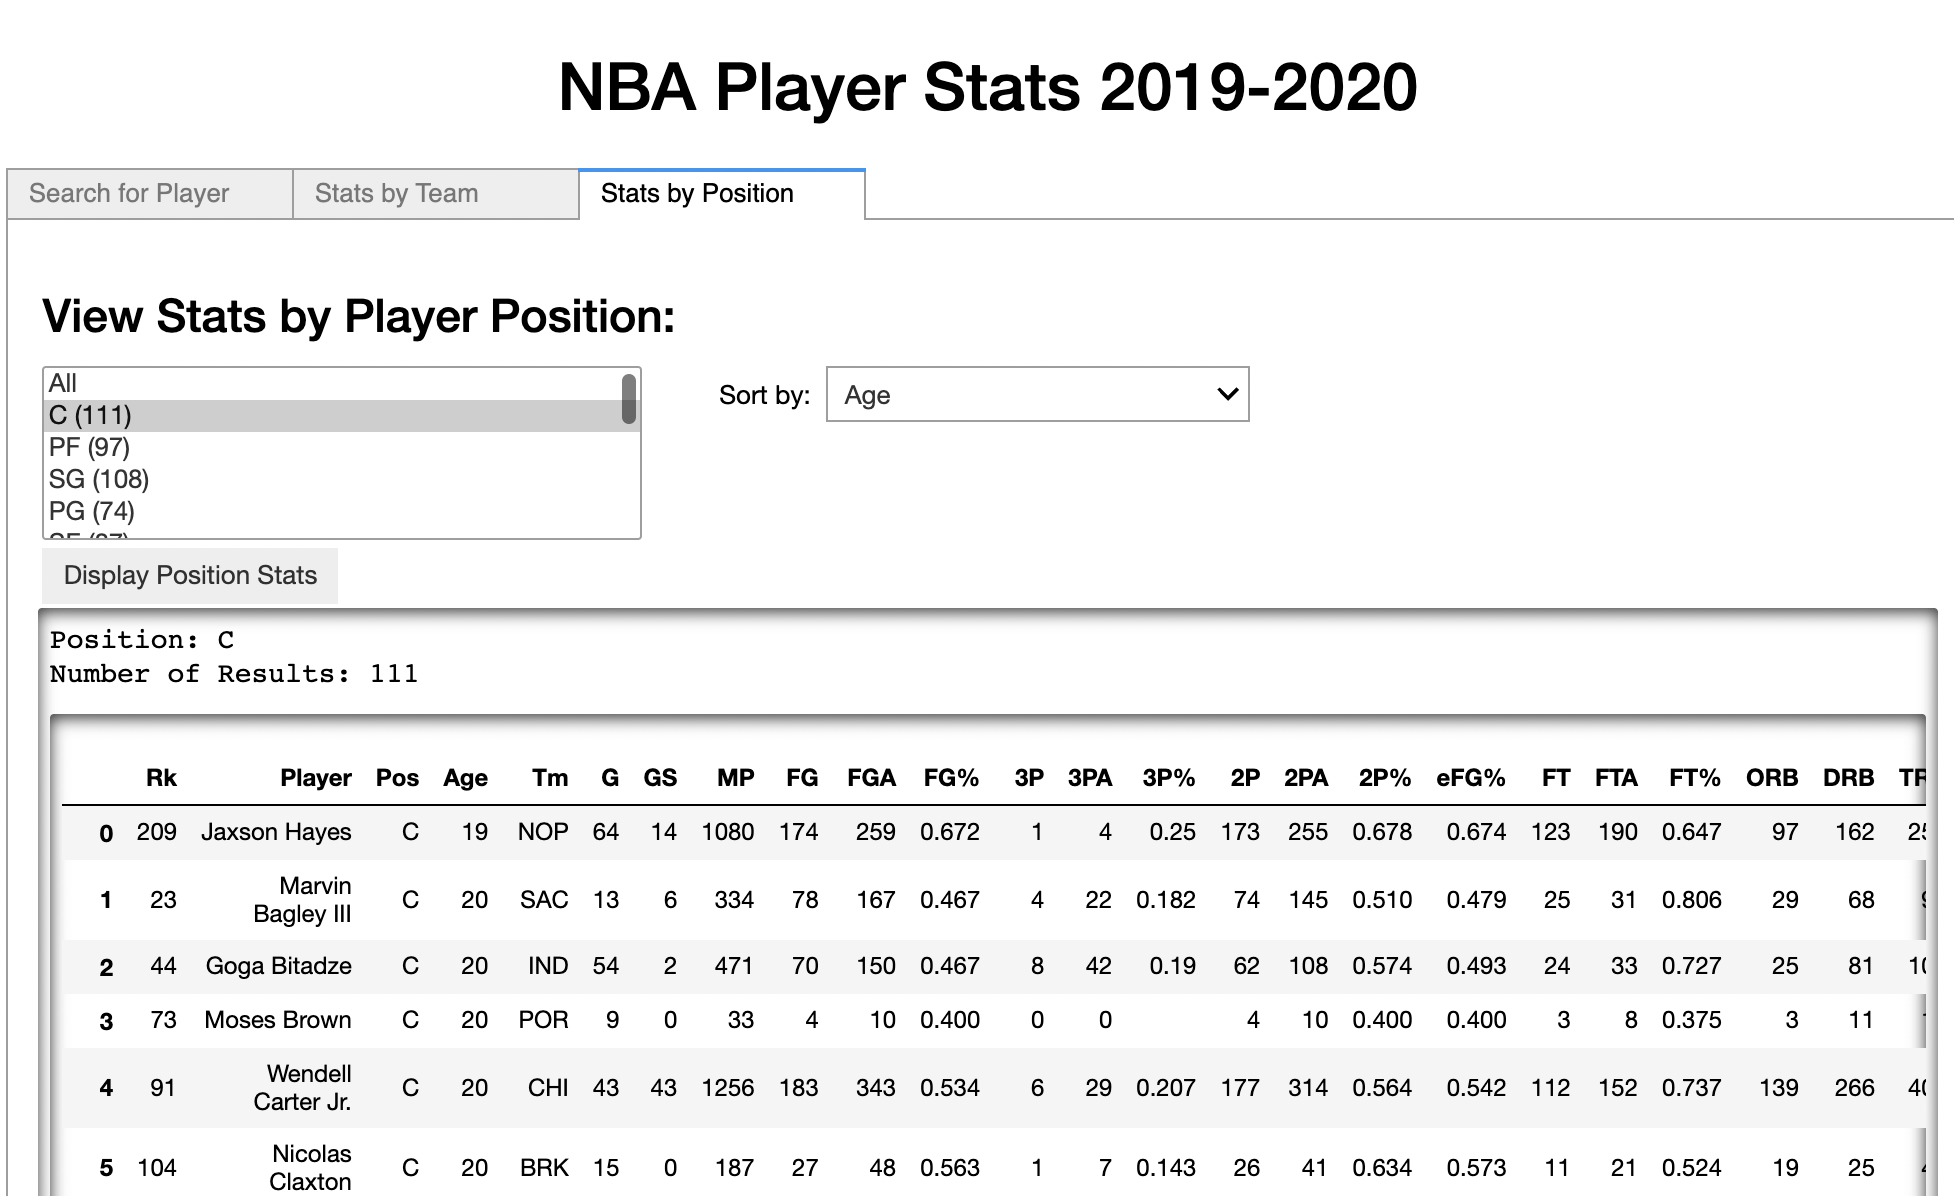 NBA Player Stats 2019-2020
Search for Player Stats by Team Stats by Position
View Stats by Player Position:
All
C (111)
PF (97)
SG (108)
PG (74)
Sort by: Age
Display Position Stats
Position: C
Number of Results: 111
Rk Player Pos Age Tm G GS MP FG FGA FG% 3P 3PA 3P% 2P 2PA 2P% eFG% FT FTA FT% ORB DRB
0 209 Jaxson Hayes C 19 NOP 64 14 1080 174 259 0.672 1 4 0.25 173 255 0.678 0.674 123 190 0.647 97 162
1 23 Marvin Bagley III C 20 SAC 13 6 334 78 167 0.467 4 22 0.182 74 145 0.510 0.479 25 31 0.806 29 68
2 44 Goga Bitadze C 20 IND 54 2 471 70 150 0.467 8 42 0.19 62 108 0.574 0.493 24 33 0.727 25 81
3 73 Moses Brown C 20 POR 9 0 33 4 10 0.400 0 0 4 10 0.400 0.400 3 8 0.375 3 11
4 91 Wendell Carter Jr. C 20 CHI 43 43 1256 183 343 0.534 6 29 0.207 177 314 0.564 0.542 112 152 0.737 139 266
5 104 Nicolas Claxton C 20 BRK 15 0 187 27 48 0.563 1 7 0.143 26 41 0.634 0.573 11 21 0.524 19 25